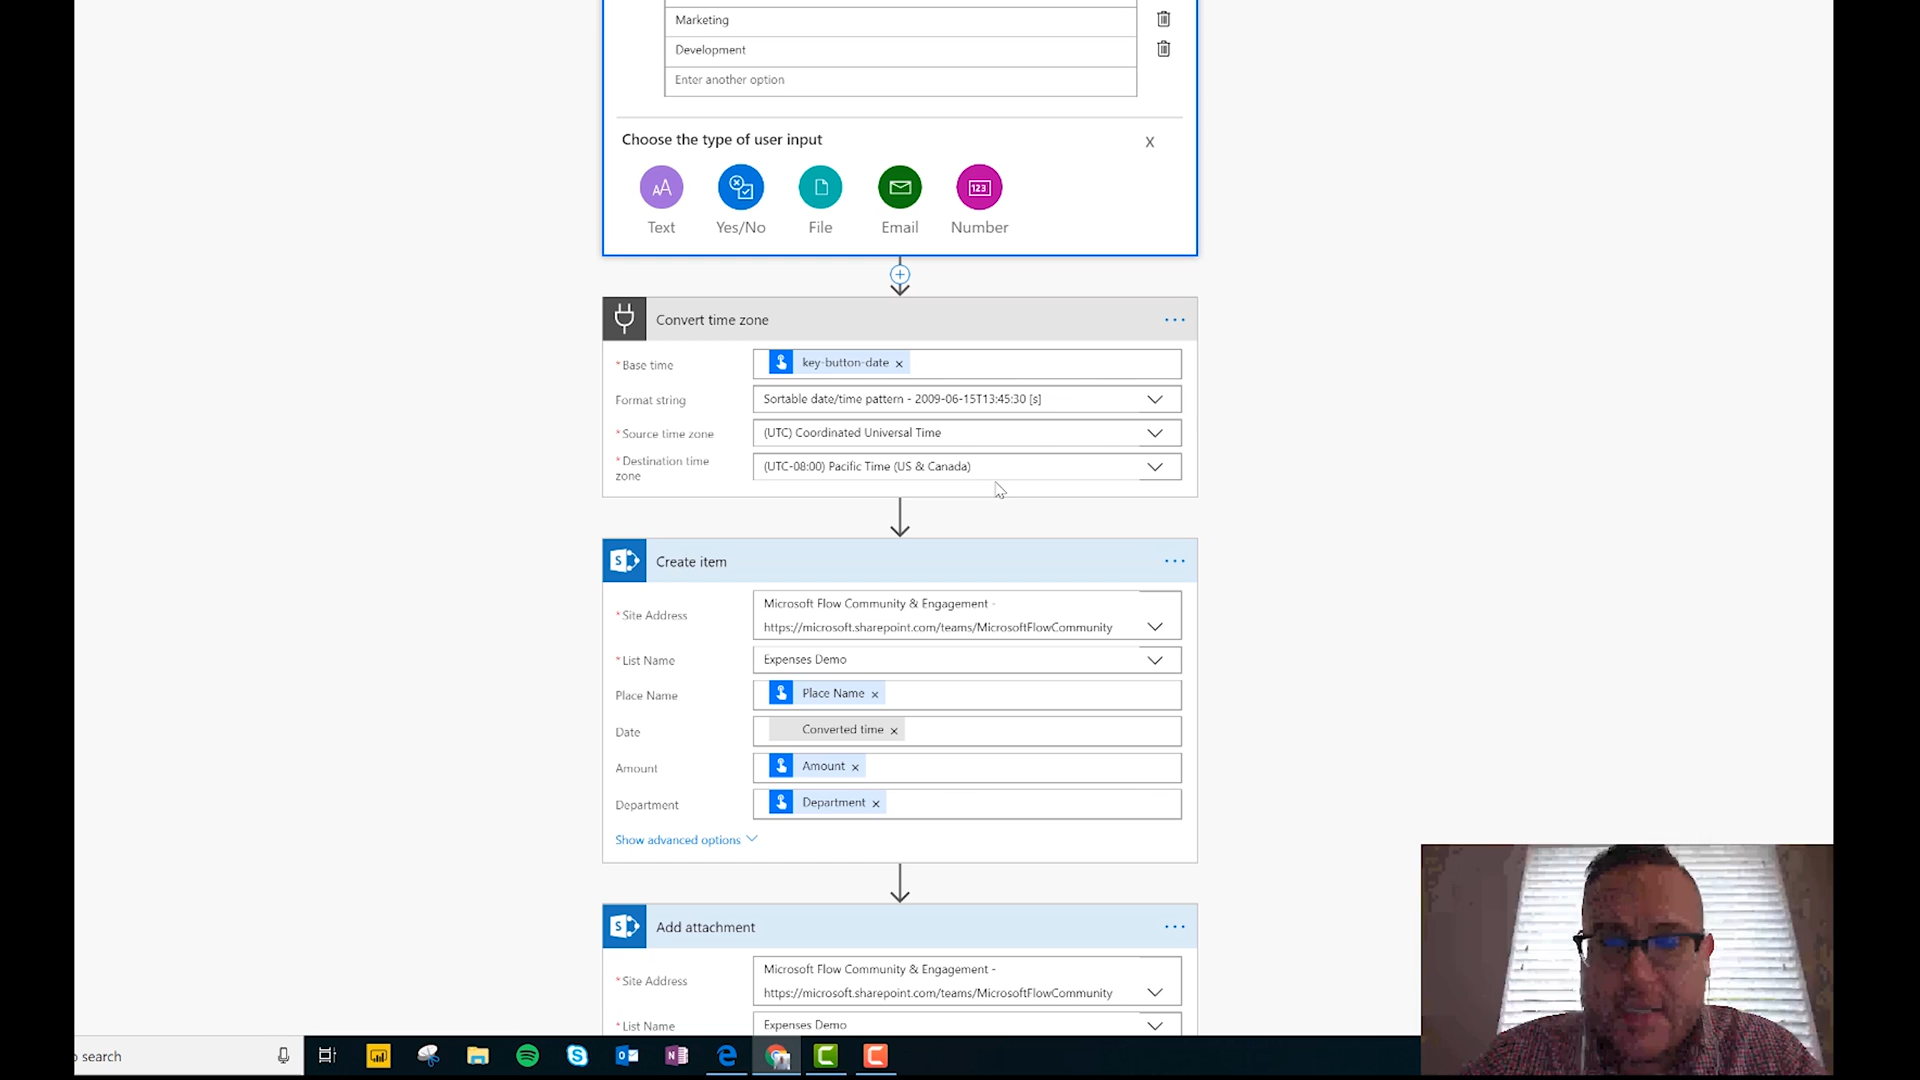 Marketing
Development
Enter another option
Choose the type of user input
X
AA
123
Text
Yes/No
File
Email
Number
Convert time zone
...
* Base time
key-button-date ×
Format string
Sortable date/time pattern - 2009-06-15T13:45:30 [s]
* Source time zone
(UTC) Coordinated Universal Time
* Destination time
zone
(UTC-08:00) Pacific Time (US & Canada)
S
Create item
...
* Site Address
Microsoft Flow Community & Engagement -
https://microsoft.sharepoint.com/teams/MicrosoftFlowCommunity
* List Name
Expenses Demo
Place Name
Place Name ×
Date
Converted time ×
Amount
Amount ×
Department
Department ×
Show advanced options
S
Add attachment
...
* Site Address
Microsoft Flow Community & Engagement -
https://microsoft.sharepoint.com/teams/MicrosoftFlowCommunity
* List Name
Expenses Demo
search